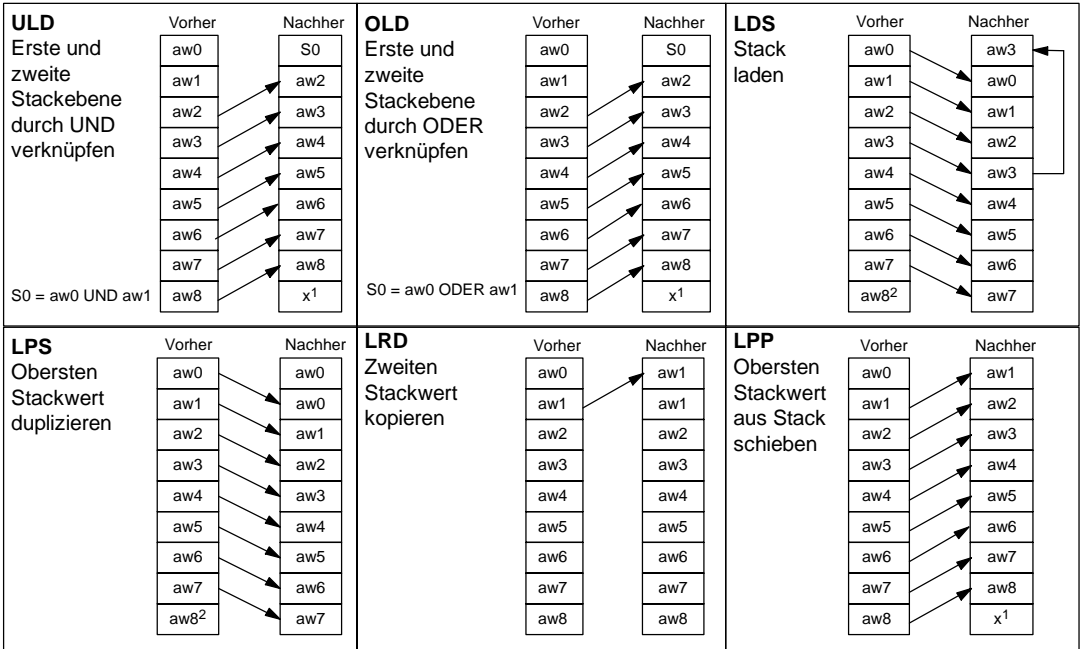 ULD
Erste und
zweite
Stackebene
durch UND
verknüpfen
S0 = aw0 UND aw1
Vorher Nachher
aw0 S0
aw1 aw2
aw2 aw3
aw3 aw4
aw4 aw5
aw5 aw6
aw6 aw7
aw7 aw8
aw8 x1
OLD
Erste und
zweite
Stackebene
durch ODER
verknüpfen
S0 = aw0 ODER aw1
Vorher Nachher
aw0 S0
aw1 aw2
aw2 aw3
aw3 aw4
aw4 aw5
aw5 aw6
aw6 aw7
aw7 aw8
aw8 x1
LDS
Stack
laden
Vorher Nachher
aw0 aw3
aw1 aw0
aw2 aw1
aw3 aw2
aw4 aw3
aw5 aw4
aw6 aw5
aw7 aw6
aw82 aw7
LPS
Obersten
Stackwert
duplizieren
Vorher Nachher
aw0 aw0
aw1 aw0
aw2 aw1
aw3 aw2
aw4 aw3
aw5 aw4
aw6 aw5
aw7 aw6
aw82 aw7
LRD
Zweiten
Stackwert
kopieren
Vorher Nachher
aw0 aw1
aw1 aw1
aw2 aw2
aw3 aw3
aw4 aw4
aw5 aw5
aw6 aw6
aw7 aw7
aw8 aw8
LPP
Obersten
Stackwert
aus Stack
schieben
Vorher Nachher
aw0 aw1
aw1 aw2
aw2 aw3
aw3 aw4
aw4 aw5
aw5 aw6
aw6 aw7
aw7 aw8
aw8 x1